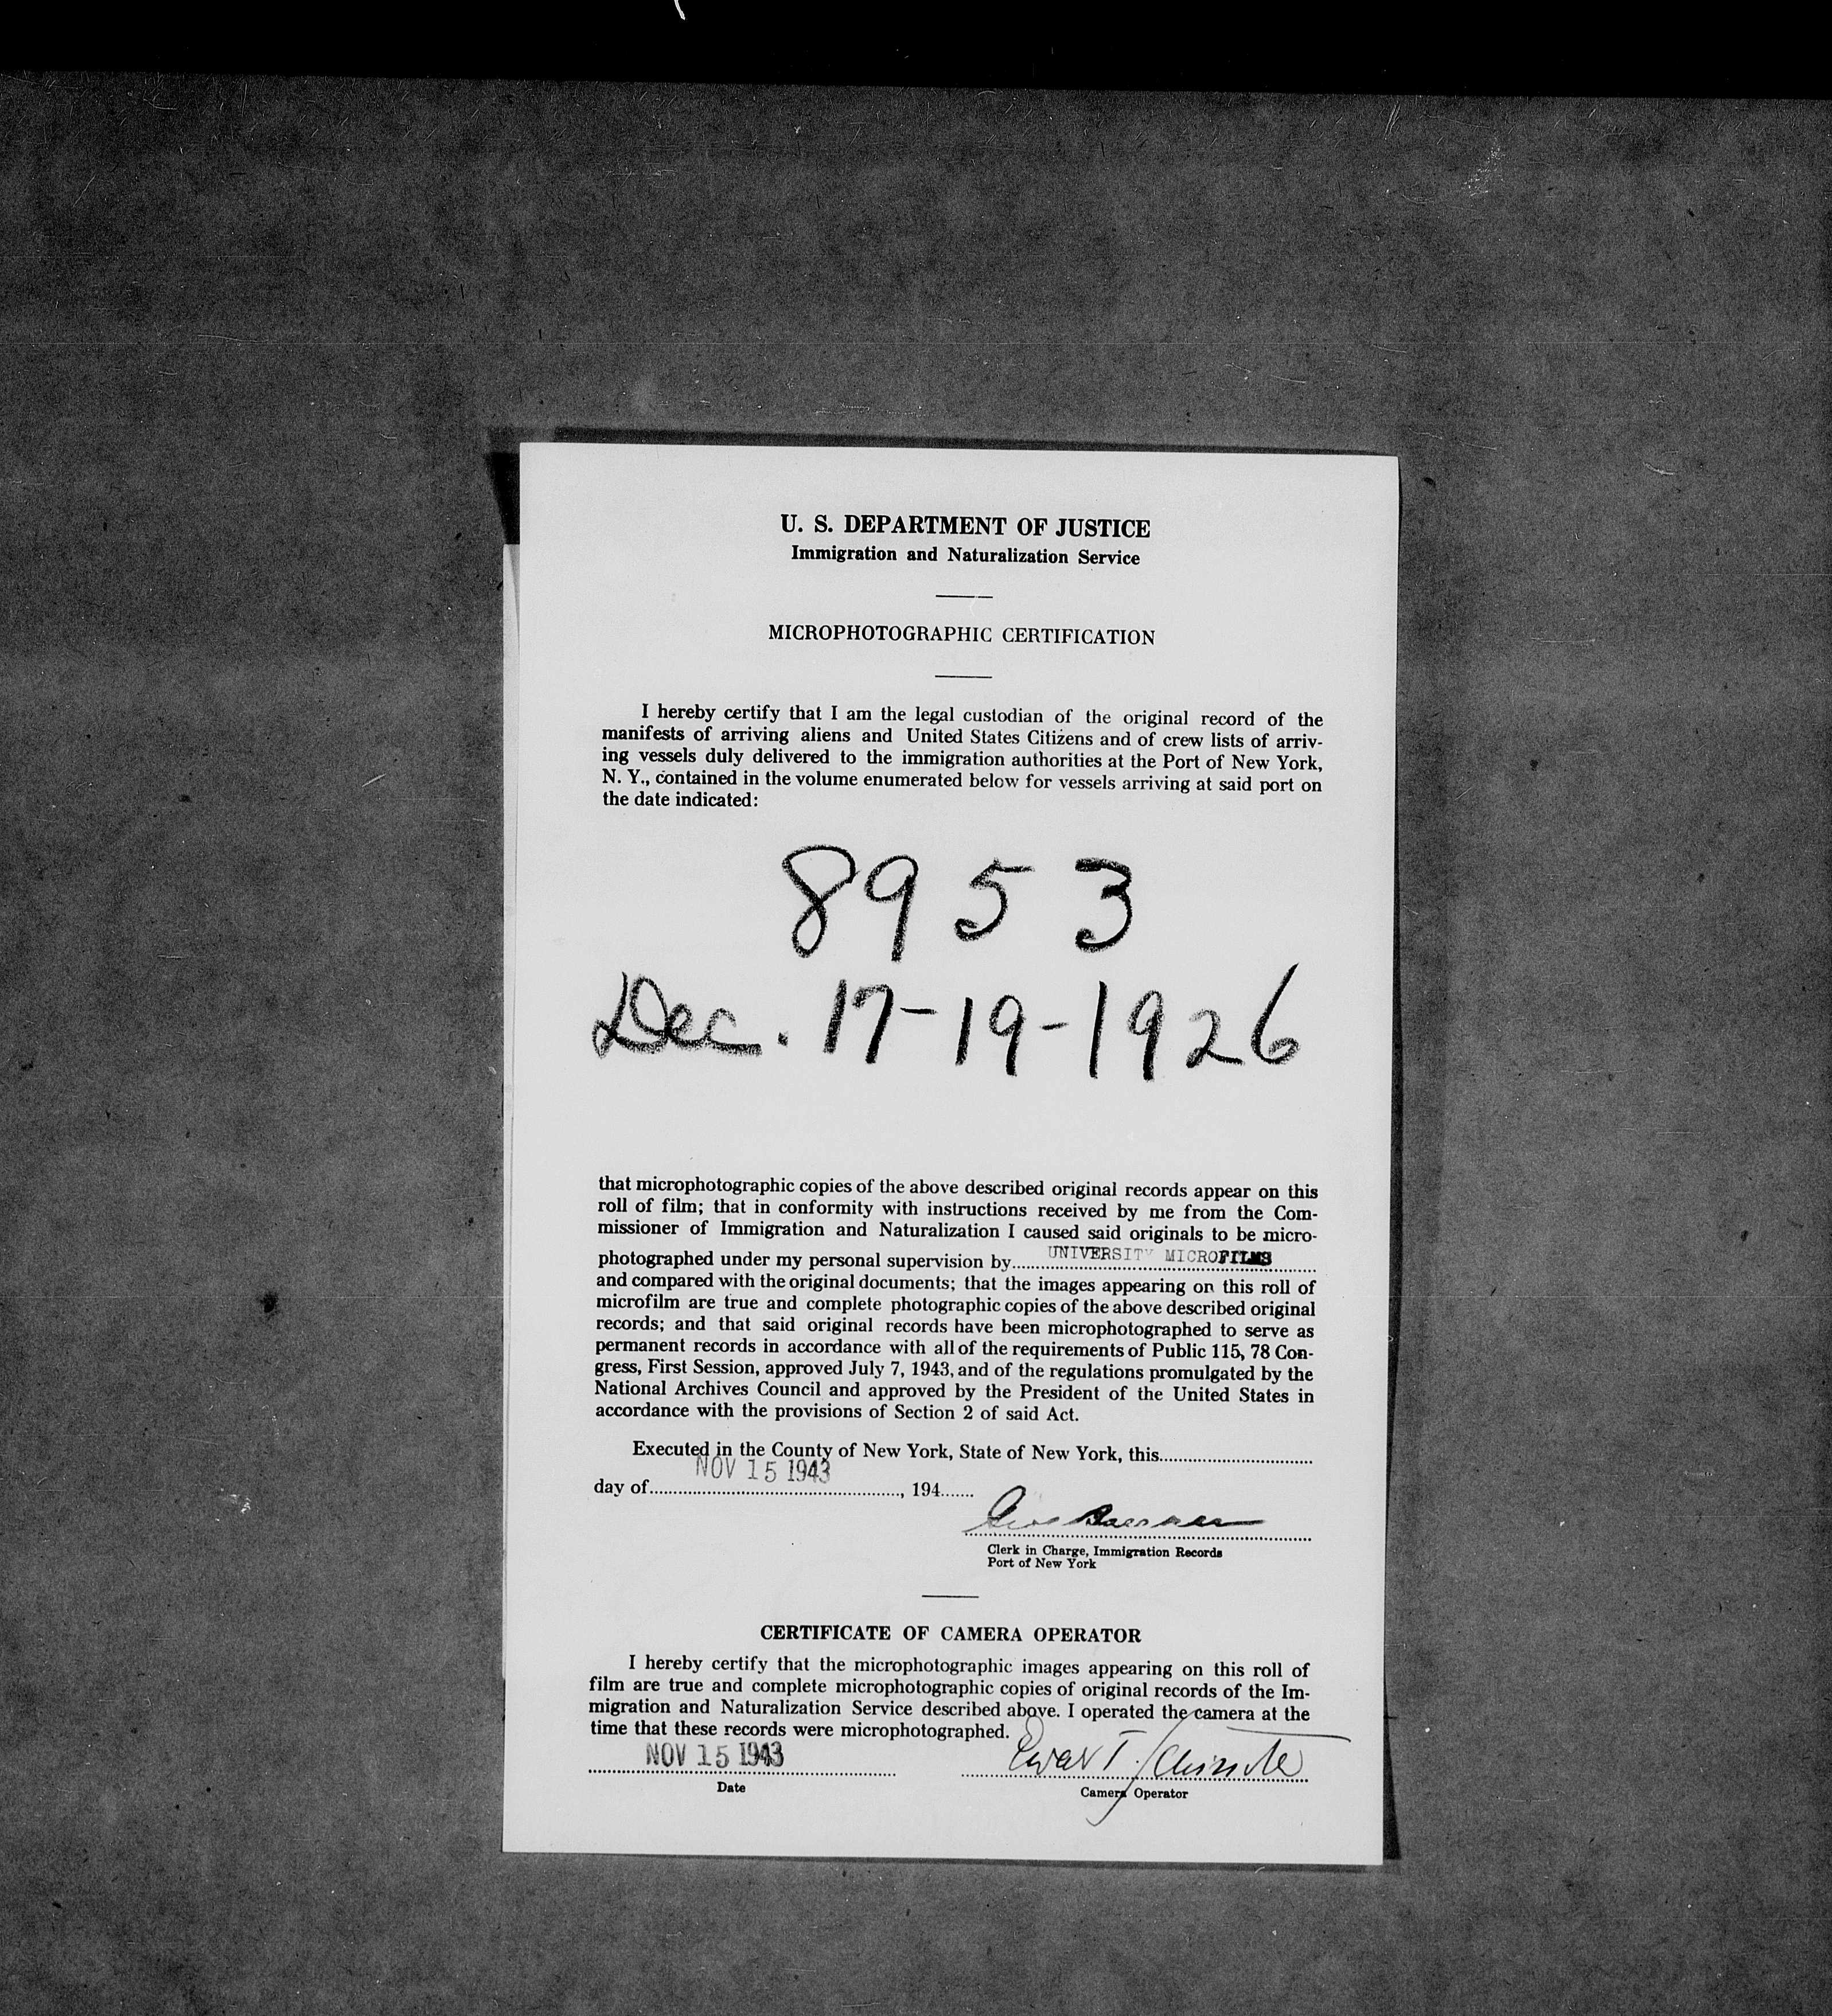 U. S. DEPARTMENT OF JUSTICE
Immigration and Naturalization Service
MICROPHOTOGRAPHIC CERTIFICATION
I hereby certify that I am the legal custodian of the original record of the
manifests of arriving aliens and United States Citizens and of crew lists of arriv-
ing vessels duly delivered to the immigration authorities at the Port of New York,
N. Y., contained in the volume enumerated below for vessels arriving at said port on
the date indicated:
8953
Dec. 17-19-1926
that microphotographic copies of the above described original records appear on this
roll of film; that in conformity with instructions received by me from the Com-
missioner of Immigration and Naturalization I caused said originals to be micro-
photographed under my personal supervision by UNIVERSITY MICROFILMS
and compared with the original documents; that the images appearing on this roll of
microfilm are true and complete photographic copies of the above described original
records; and that said original records have been microphotographed to serve as
permanent records in accordance with all of the requirements of Public 115, 78 Con-
gress, First Session, approved July 7, 1943, and of the regulations promulgated by the
National Archives Council and approved by the President of the United States in
accordance with the provisions of Section 2 of said Act.
Executed in the County of New York, State of New York, this
NOV 15 1943
day of, 194
Clerk in Charge, Immigration Records
Port of New York
CERTIFICATE OF CAMERA OPERATOR
I hereby certify that the microphotographic images appearing on this roll of
film are true and complete microphotographic copies of original records of the Im-
migration and Naturalization Service described above. I operated the camera at the
time that these records were microphotographed.
NOV 15 1943
Date
Camera Operator